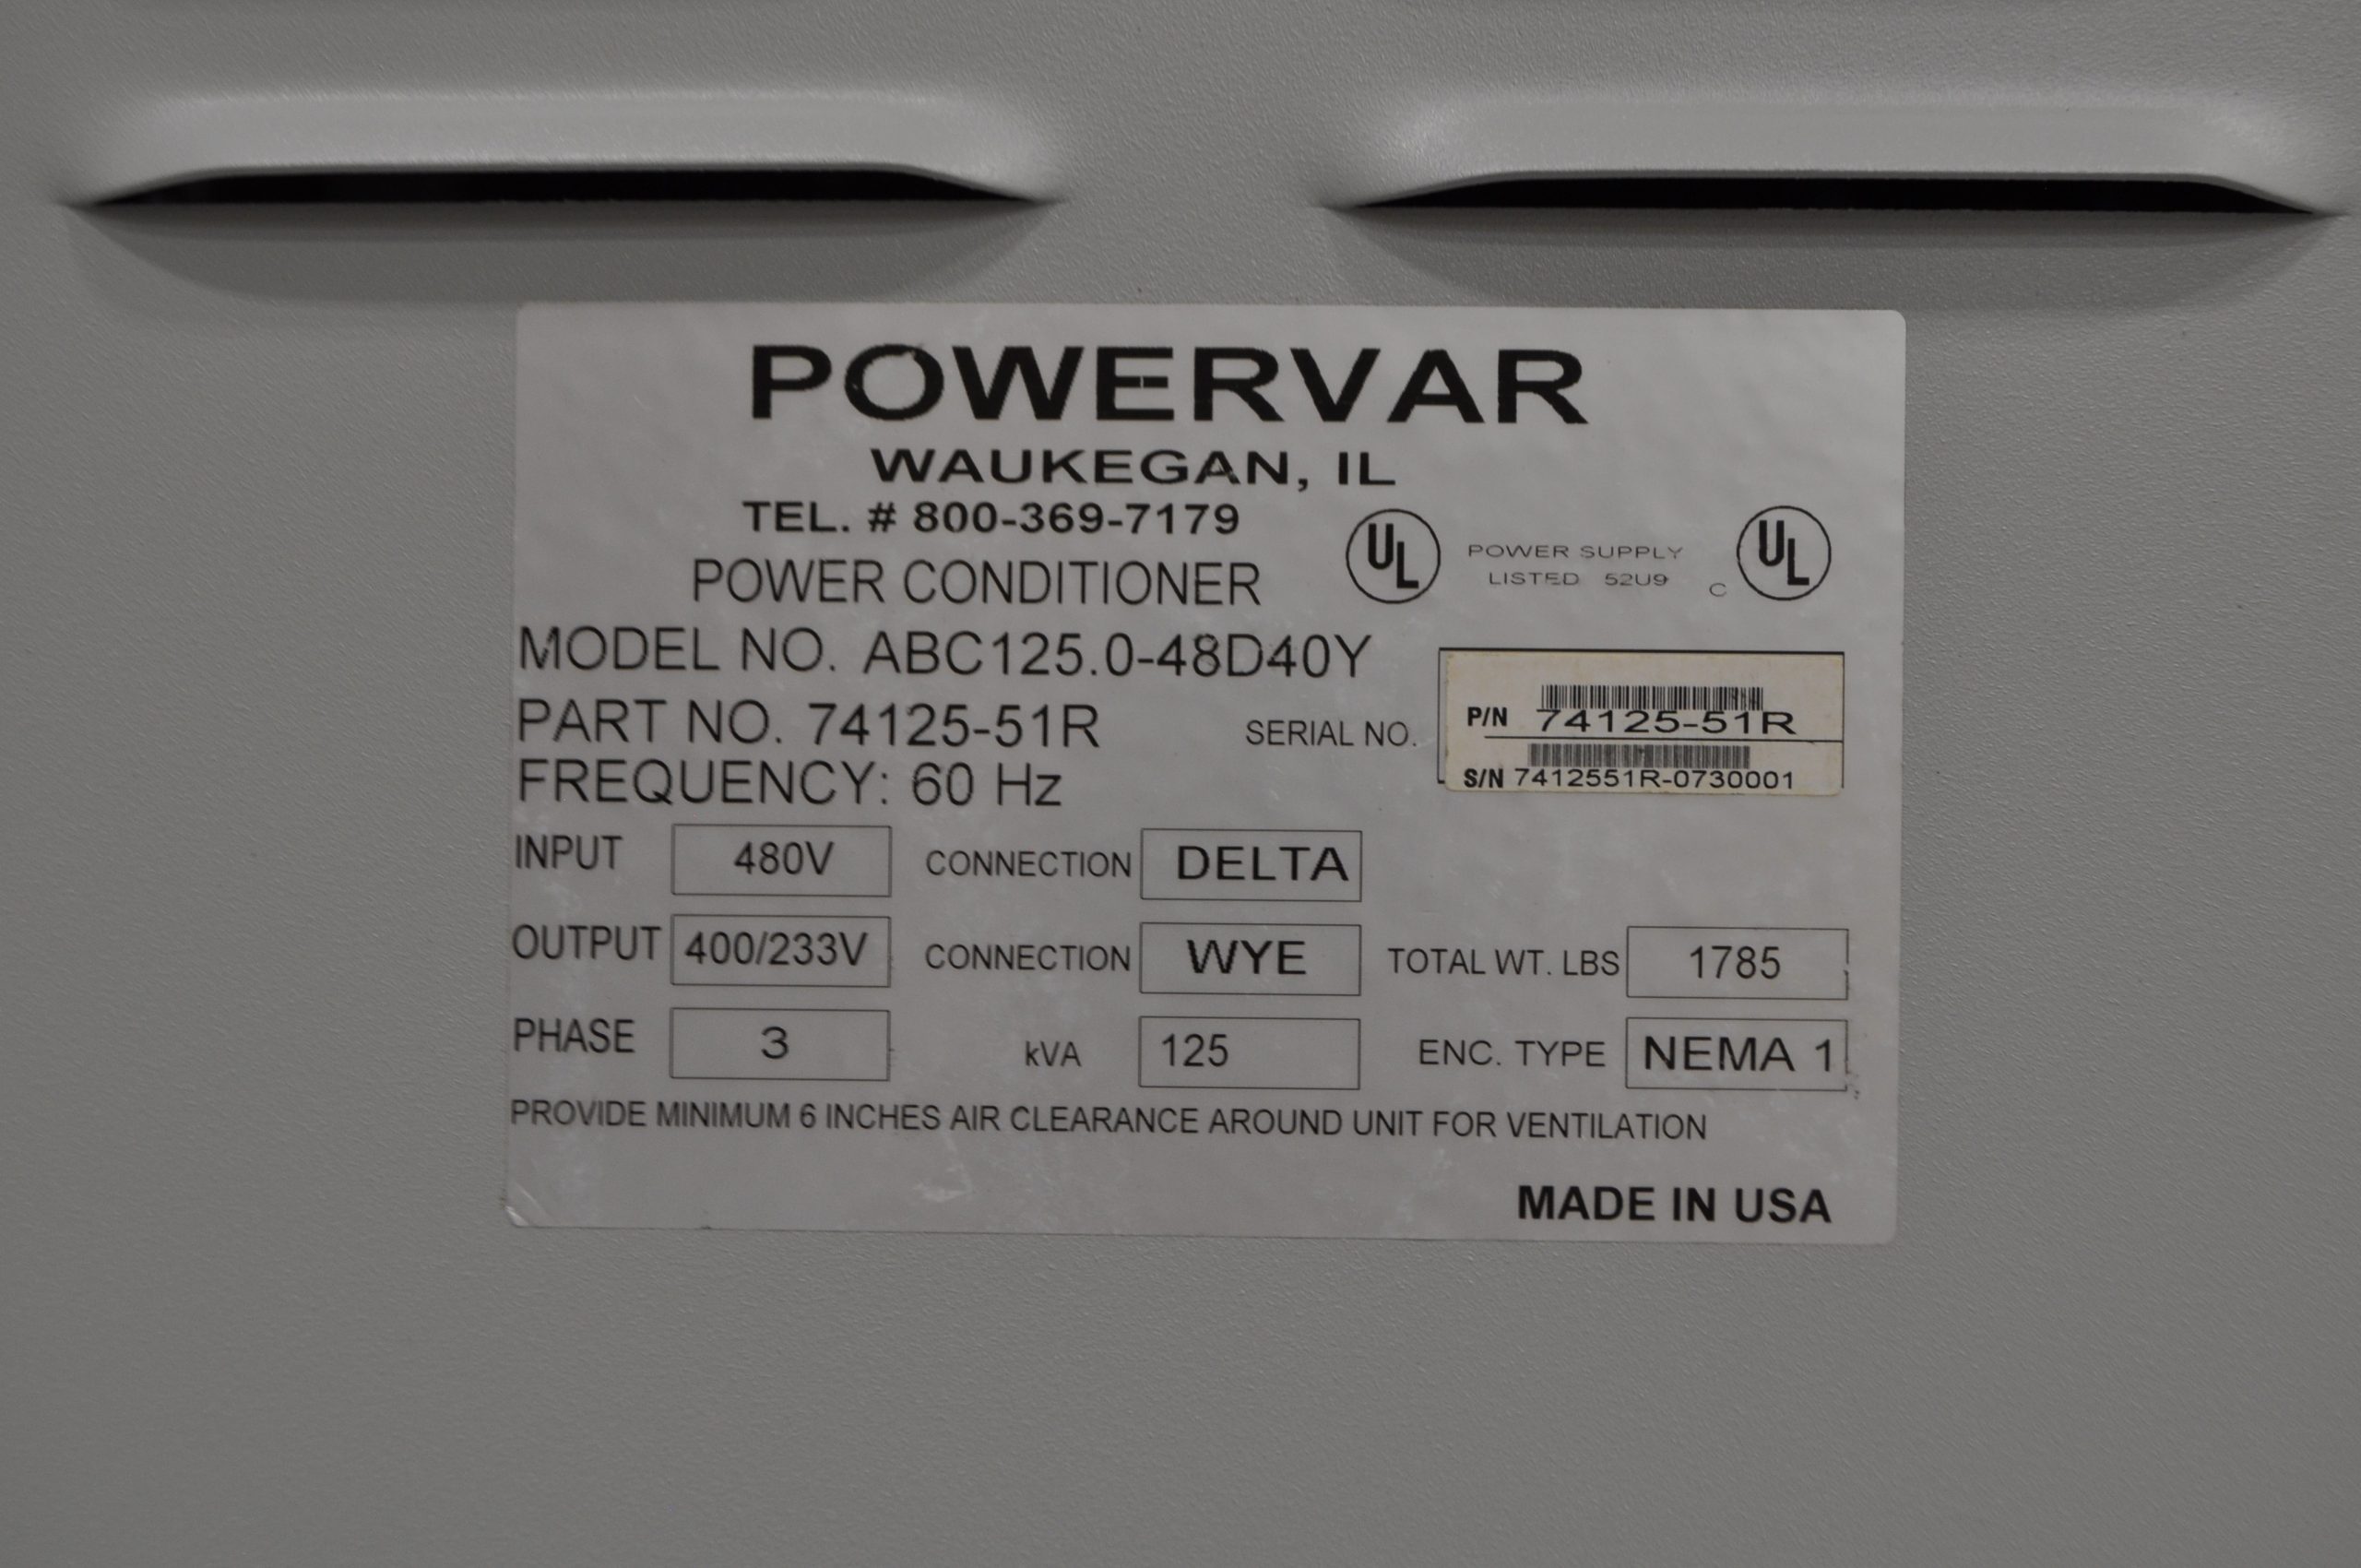 POWERVAR
WAUKEGAN, IL
TEL. # 800-369-7179
POWER CONDITIONER
UL POWER SUPPLY C UL
LISTED 52U9
MODEL NO. ABC125.0-48D40Y
PART NO. 74125-51R
SERIAL NO. P/N 74125-51R
S/N 7412551R-0730001
FREQUENCY: 60 Hz
INPUT 480V CONNECTION DELTA
OUTPUT 400/233V CONNECTION WYE TOTAL WT. LBS 1785
PHASE 3 kVA 125 ENC. TYPE NEMA 1
PROVIDE MINIMUM 6 INCHES AIR CLEARANCE AROUND UNIT FOR VENTILATION
MADE IN USA